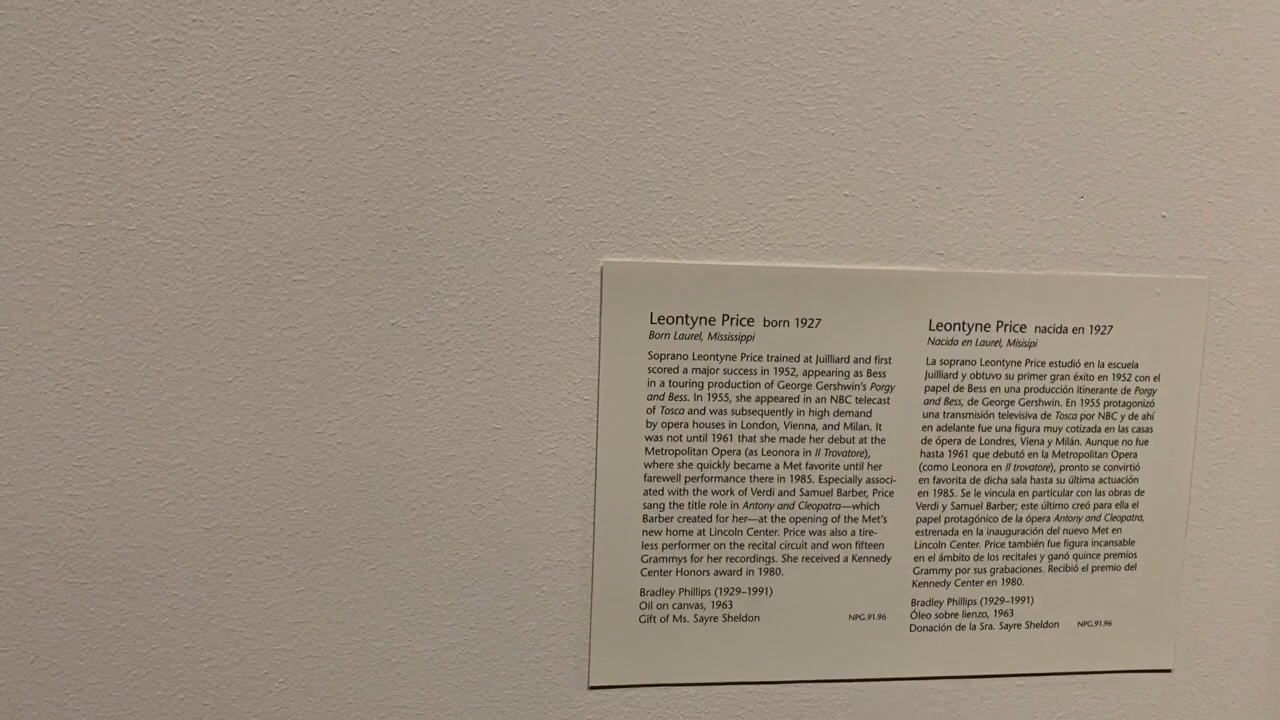 Leontyne Price born 1927
Born Laurel, Mississippi
Soprano Leontyne Price trained at Juilliard and first
scored a major success in 1952, appearing as Bess
in a touring production of George Gershwin's Porgy
and Bess. In 1955, she appeared in an NBC telecast
of Tosca and was subsequently in high demand
by opera houses in London, Vienna, and Milan. It
was not until 1961 that she made her debut at the
Metropolitan Opera (as Leonora in Il Trovatore),
where she quickly became a Met favorite until her
farewell performance there in 1985. Especially associ-
ated with the work of Verdi and Samuel Barber, Price
sang the title role in Antony and Cleopatra—which
Barber created for her—at the opening of the Met's
new home at Lincoln Center. Price was also a tire-
less performer on the recital circuit and won fifteen
Grammys for her recordings. She received a Kennedy
Center Honors award in 1980.
Bradley Phillips (1929–1991)
Oil on canvas, 1963
Gift of Ms. Sayre Sheldon NPG.91.96
Leontyne Price nacida en 1927
Nacida en Laurel, Misisipi
La soprano Leontyne Price estudió en la escuela
Juilliard y obtuvo su primer gran éxito en 1952 con el
papel de Bess en una producción itinerante de Porgy
and Bess, de George Gershwin. En 1955 protagonizó
una transmisión televisiva de Tosca por NBC y de ahí
en adelante fue una figura muy cotizada en las casas
de ópera de Londres, Viena y Milán. Aunque no fue
hasta 1961 que debutó en la Metropolitan Opera
(como Leonora en Il trovatore), pronto se convirtió
en favorita de dicha sala hasta su última actuación
en 1985. Se le vincula en particular con las obras de
Verdi y Samuel Barber; este último creó para ella el
papel protagónico de la ópera Antony and Cleopatra,
estrenada en la inauguración del nuevo Met en
Lincoln Center. Price también fue figura incansable
en el ámbito de los recitales y ganó quince premios
Grammy por sus grabaciones. Recibió el premio del
Kennedy Center en 1980.
Bradley Phillips (1929–1991)
Óleo sobre lienzo, 1963
Donación de la Sra. Sayre Sheldon NPG.91.96